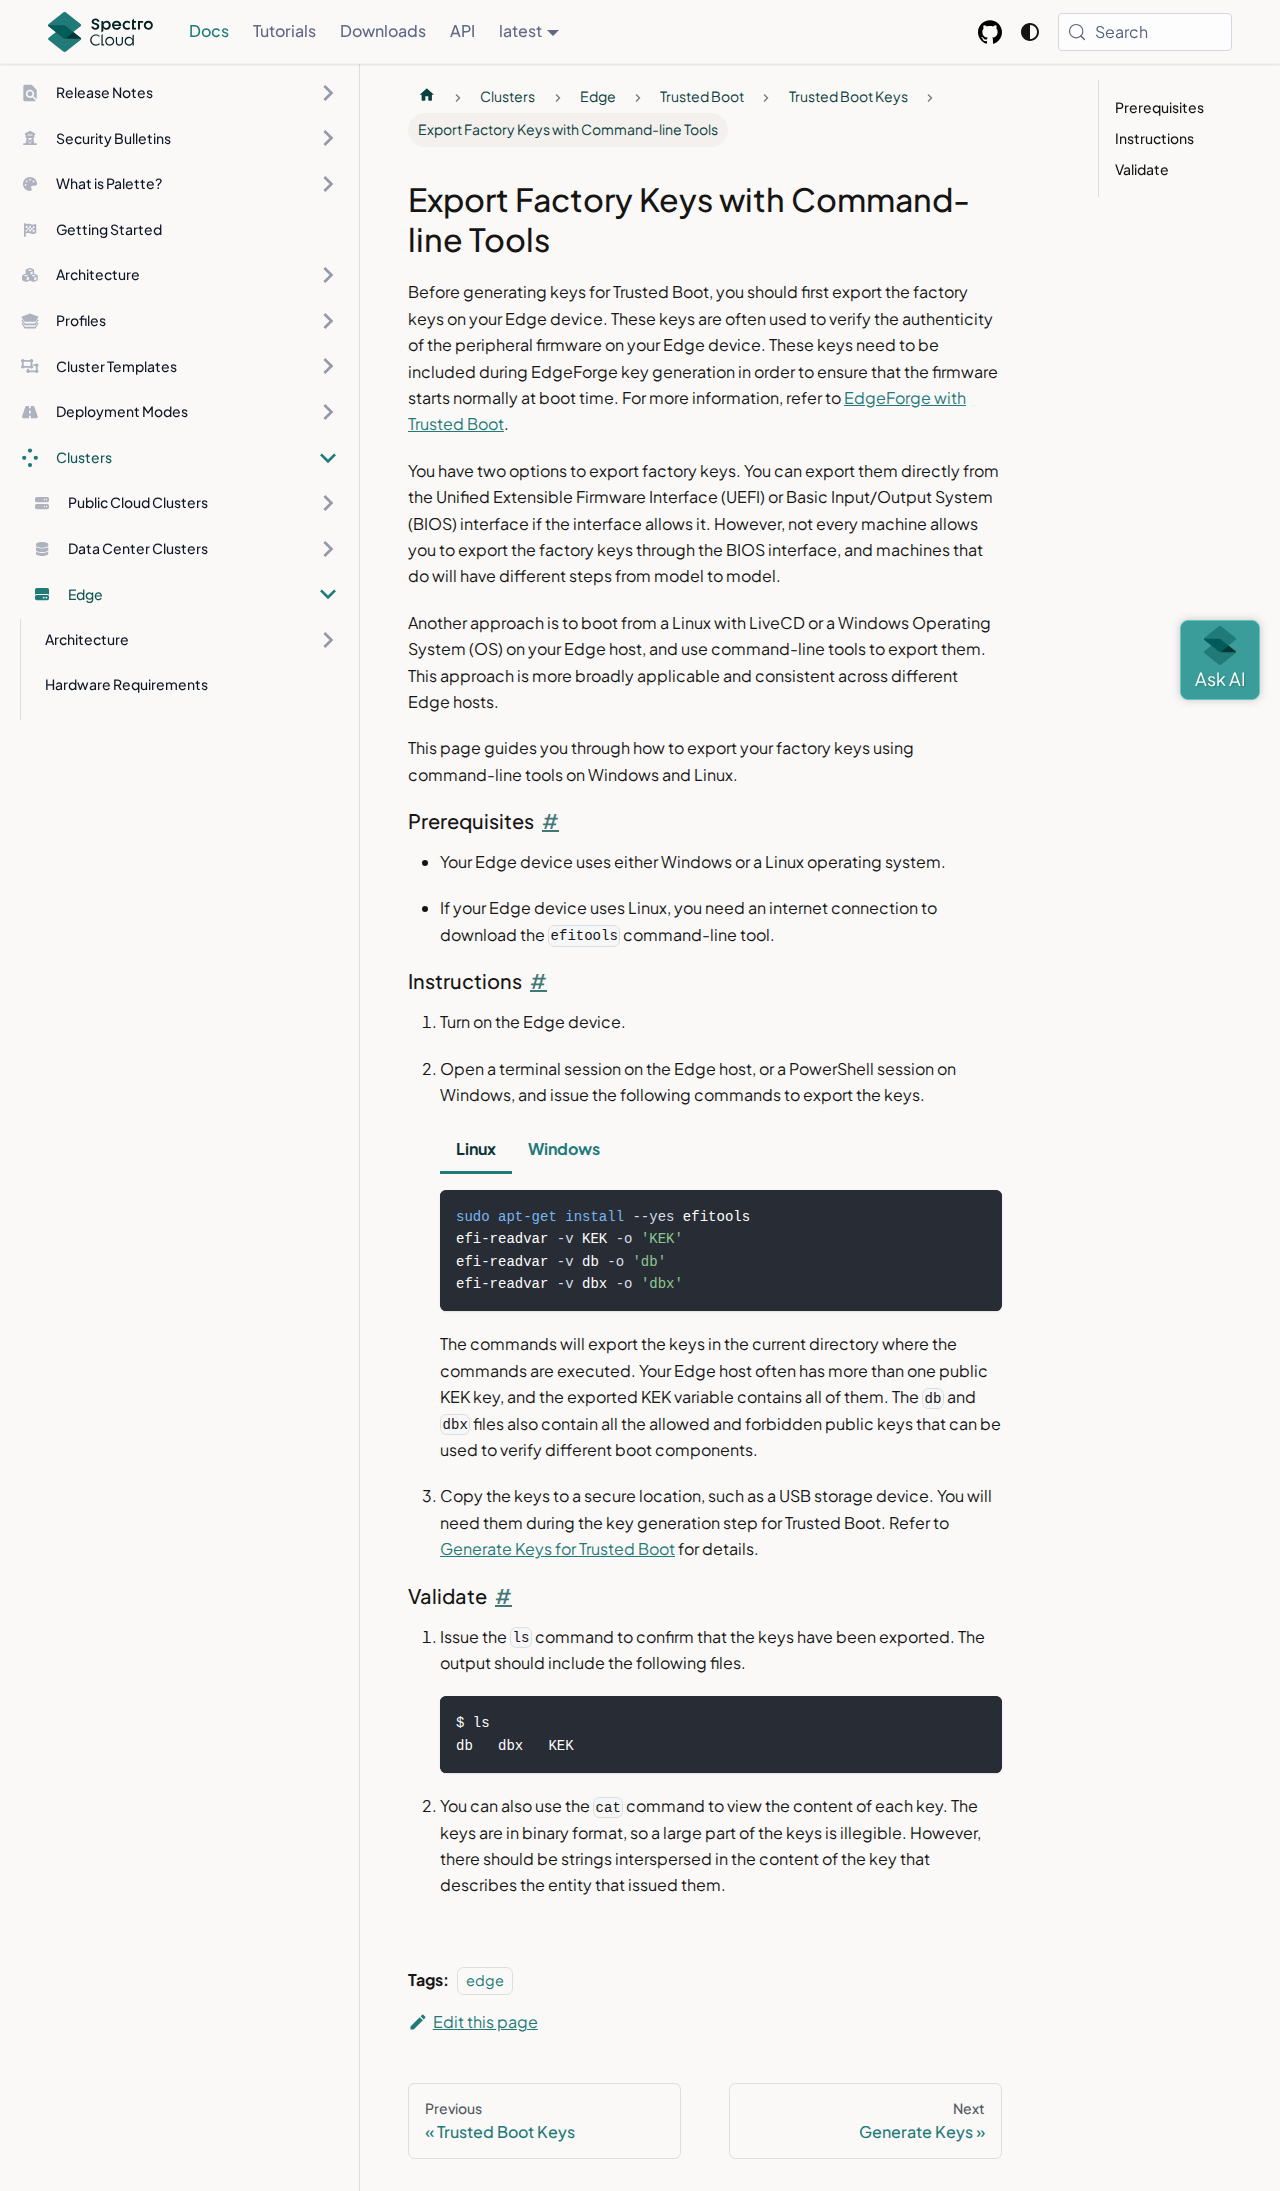 Spectro Cloud
Docs Tutorials Downloads API latest Search
Release Notes
Security Bulletins
What is Palette?
Getting Started
Architecture
Profiles
Cluster Templates
Deployment Modes
Clusters
Public Cloud Clusters
Data Center Clusters
Edge
Architecture
Hardware Requirements
Clusters Edge Trusted Boot Trusted Boot Keys
Export Factory Keys with Command-line Tools
Export Factory Keys with Command-
line Tools
Before generating keys for Trusted Boot, you should first export the factory
keys on your Edge device. These keys are often used to verify the authenticity
of the peripheral firmware on your Edge device. These keys need to be
included during EdgeForge key generation in order to ensure that the firmware
starts normally at boot time. For more information, refer to EdgeForge with
Trusted Boot.
You have two options to export factory keys. You can export them directly from
the Unified Extensible Firmware Interface (UEFI) or Basic Input/Output System
(BIOS) interface if the interface allows it. However, not every machine allows
you to export the factory keys through the BIOS interface, and machines that
do will have different steps from model to model.
Another approach is to boot from a Linux with LiveCD or a Windows Operating
System (OS) on your Edge host, and use command-line tools to export them.
This approach is more broadly applicable and consistent across different
Edge hosts.
This page guides you through how to export your factory keys using
command-line tools on Windows and Linux.
Prerequisites #
Your Edge device uses either Windows or a Linux operating system.
If your Edge device uses Linux, you need an internet connection to
download the efitools command-line tool.
Instructions #
1. Turn on the Edge device.
2. Open a terminal session on the Edge host, or a PowerShell session on
Windows, and issue the following commands to export the keys.
Linux Windows
sudo apt-get install --yes efitools
efi-readvar -v KEK -o 'KEK'
efi-readvar -v db -o 'db'
efi-readvar -v dbx -o 'dbx'
The commands will export the keys in the current directory where the
commands are executed. Your Edge host often has more than one public
KEK key, and the exported KEK variable contains all of them. The db and
dbx files also contain all the allowed and forbidden public keys that can be
used to verify different boot components.
3. Copy the keys to a secure location, such as a USB storage device. You will
need them during the key generation step for Trusted Boot. Refer to
Generate Keys for Trusted Boot for details.
Validate #
1. Issue the ls command to confirm that the keys have been exported. The
output should include the following files.
$ ls
db   dbx   KEK
2. You can also use the cat command to view the content of each key. The
keys are in binary format, so a large part of the keys is illegible. However,
there should be strings interspersed in the content of the key that
describes the entity that issued them.
Tags: edge
Edit this page
Previous
« Trusted Boot Keys
Next
Generate Keys »
Prerequisites
Instructions
Validate
Ask AI